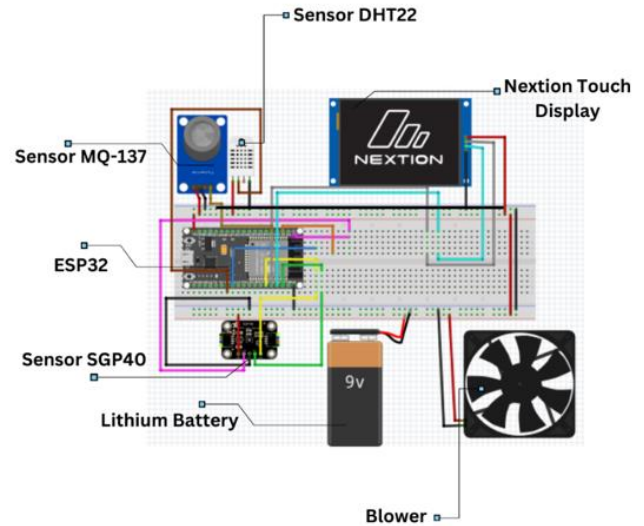 Sensor DHT22
Nextion Touch
Display
Sensor MQ-137
NEXTION
ESP32
Sensor SGP40
9v
Lithium Battery
Blower